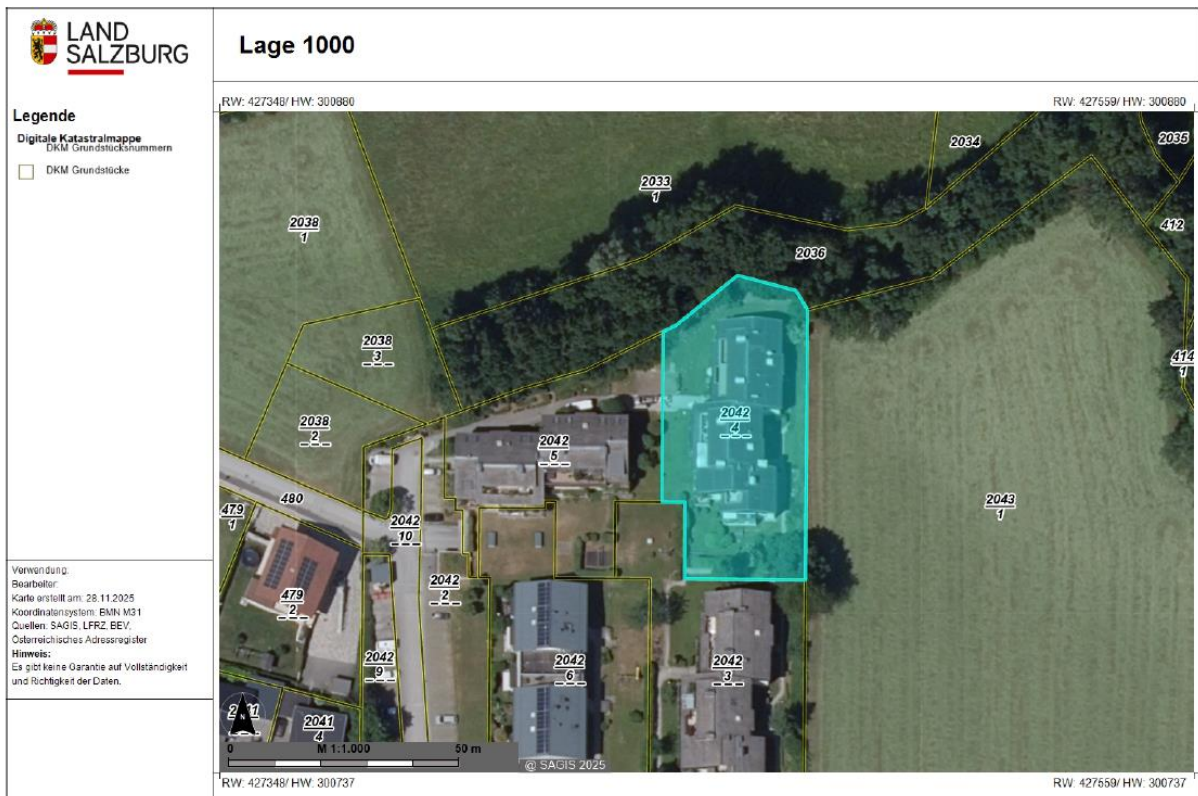 LAND
SALZBURG
Lage 1000
RW: 427348/ HW: 300880
RW: 427559/ HW: 300880
Legende
Digitale Katastralmappe
DKM Grundstücksnummern
DKM Grundstücke
2034
2035
2033
1
2038
1
2036
412
2038
3
414
1
2042
4
2038
2
2042
5
480
479
1
2043
1
2042
10
2042
2
479
2
2042
9
2042
6
2042
3
2041
4
Verwendung:
Bearbeiter:
Karte erstellt am: 28.11.2025
Koordinatensystem: BMN M31
Quellen: SAGIS, LFRZ, BEV,
Österreichisches Adressregister
Hinweis:
Es gibt keine Garantie auf Vollständigkeit
und Richtigkeit der Daten.
N
0 M 1:1.000 50 m
@ SAGIS 2025
RW: 427348/ HW: 300737
RW: 427559/ HW: 300737